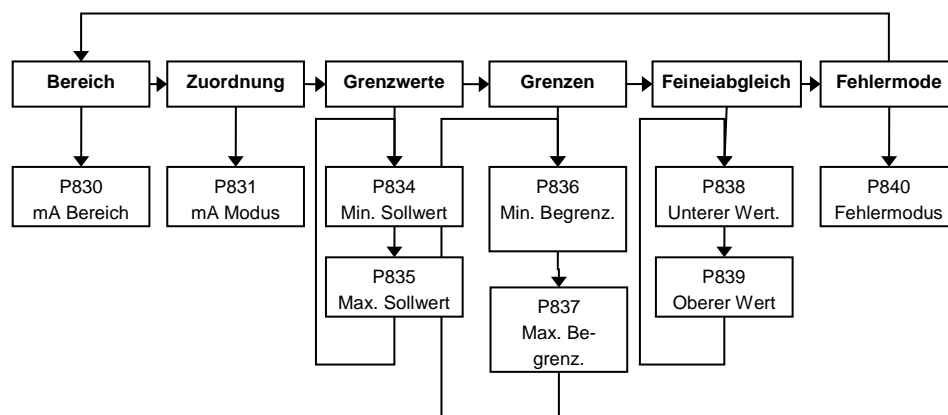 Bereich
Zuordnung
Grenzwerte
Grenzen
Feineiabgleich
Fehlermode
P830
mA Bereich
P831
mA Modus
P834
Min. Sollwert
P836
Min. Begrenz.
P838
Unterer Wert.
P840
Fehlermodus
P835
Max. Sollwert
P837
Max. Be-
grenz.
P839
Oberer Wert